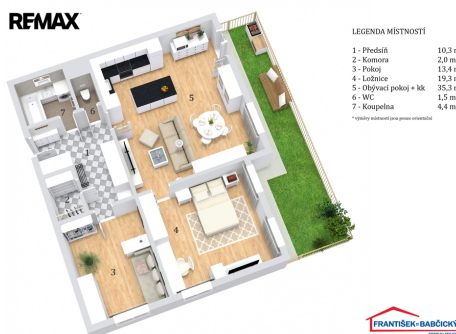 RE/MAX
LEGENDA MÍSTNOSTÍ
1 - Předsíň 10,3 m
2 - Komora 2,0 m
3 - Pokoj 13,4 m
4 - Ložnice 19,3 m
5 - Obývací pokoj + kk 35,3 m
6 - WC 1,5 m
7 - Koupelna 4,4 m
* výměry místností jsou pouze orientační
7
6
5
1
2
3
4
FRANTIŠEK BABČICKÝ